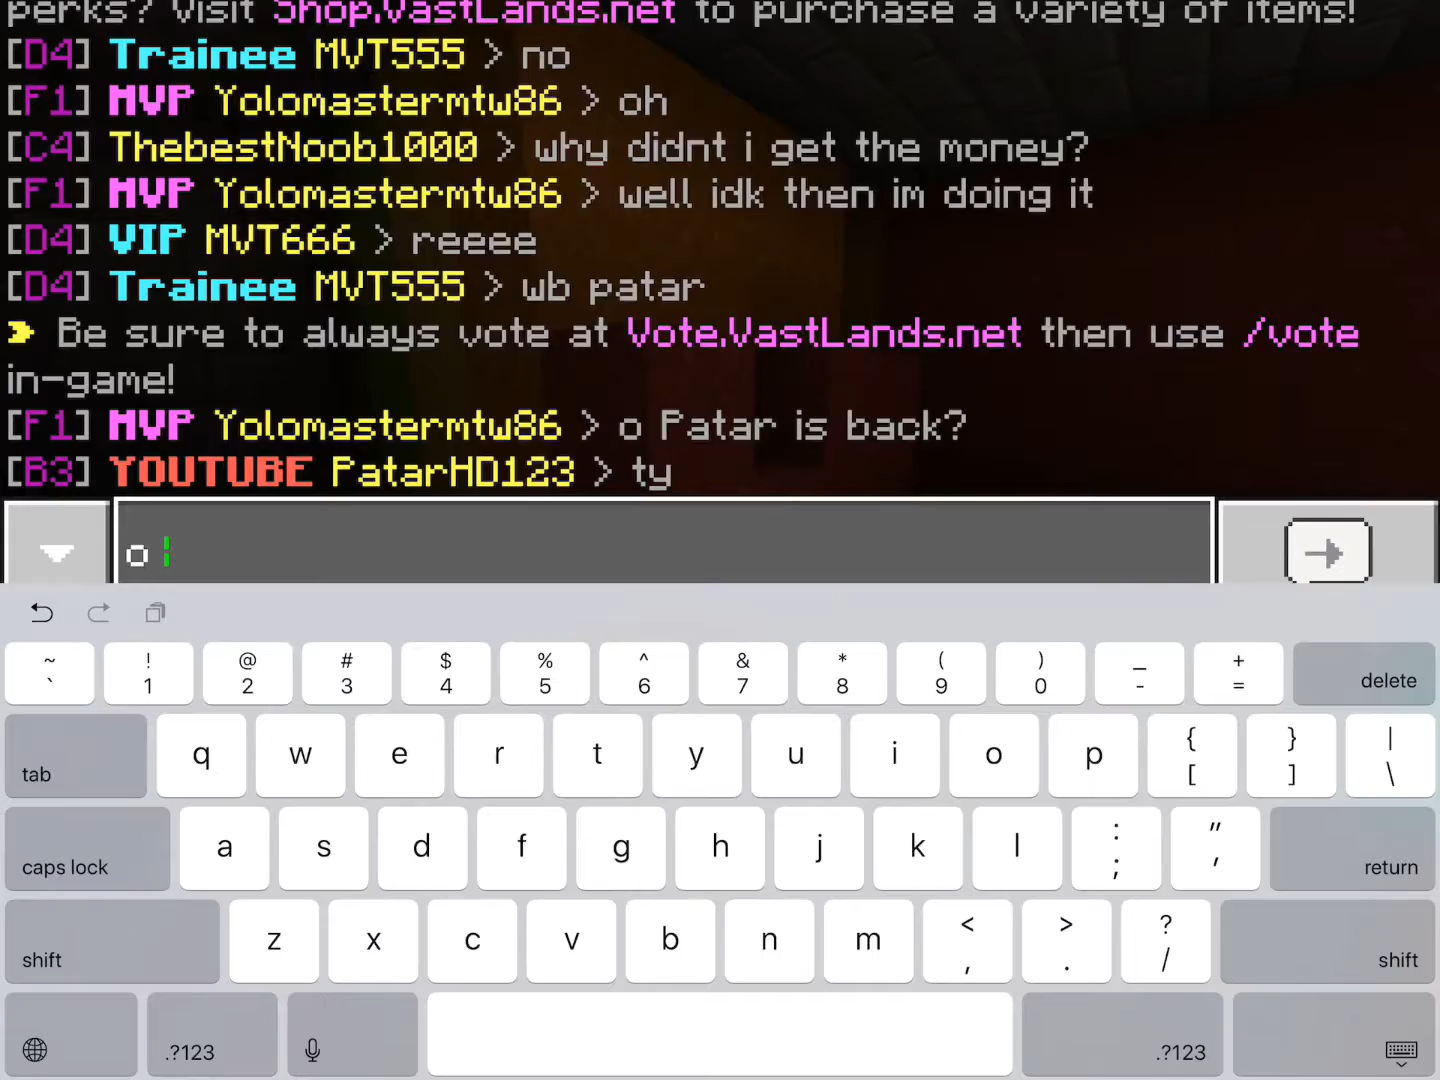 perks? Visit Shop.VastLands.net to purchase a variety of items!
[D4] Trainee MVT555 > no
[F1] MVP Yolomastermtw86 > oh
[C4] ThebestNoob1000 > why didnt i get the money?
[F1] MVP Yolomastermtw86 > well idk then im doing it
[D4] VIP MVT666 > reeee
[D4] Trainee MVT555 > wb patar
Be sure to always vote at Vote.VastLands.net then use /vote
in-game!
[F1] MVP Yolomastermtw86 > o Patar is back?
[B3] YOUTUBE PatarHD123 > ty
o
~ ! @ # $ % ^ & * ( ) _ +
` 1 2 3 4 5 6 7 8 9 0 - = delete
tab q w e r t y u i o p { [ } ] | \
caps lock a s d f g h j k l : ; " ' return
shift z x c v b n m < , > . ? / shift
.?123 .?123